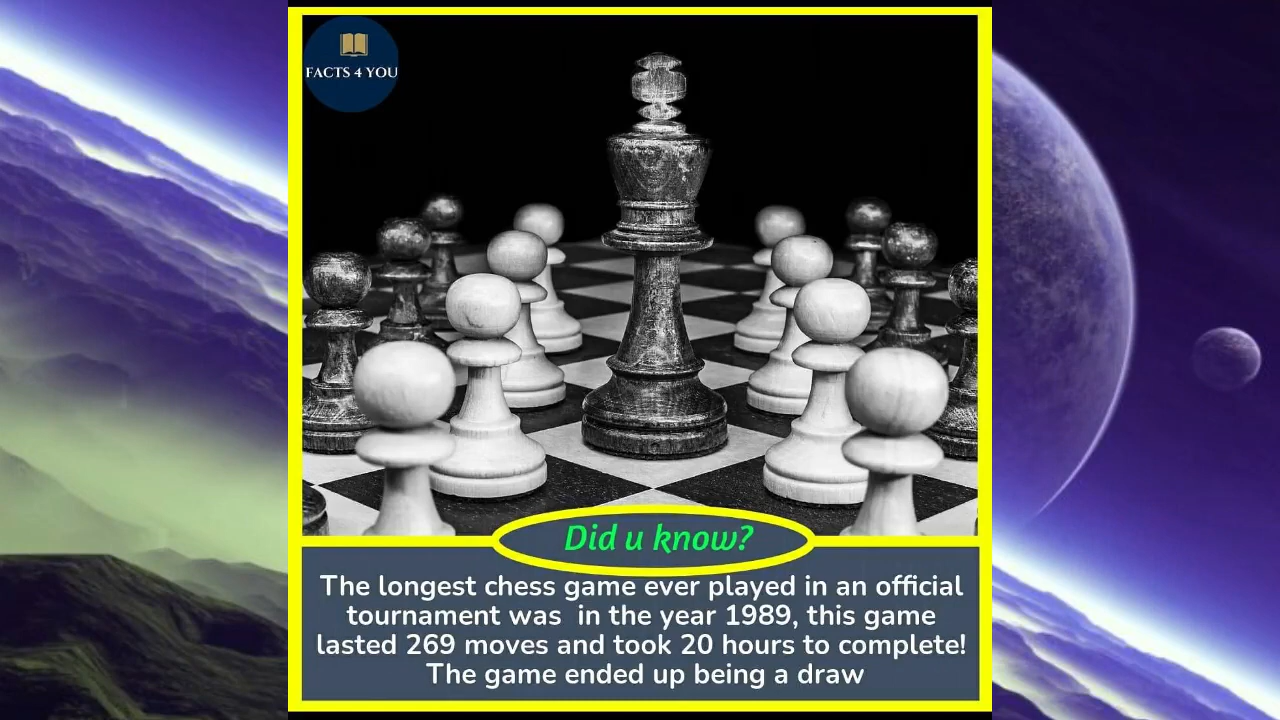 FACTS 4 YOU
Did u know?
The longest chess game ever played in an official
tournament was  in the year 1989, this game
lasted 269 moves and took 20 hours to complete!
The game ended up being a draw